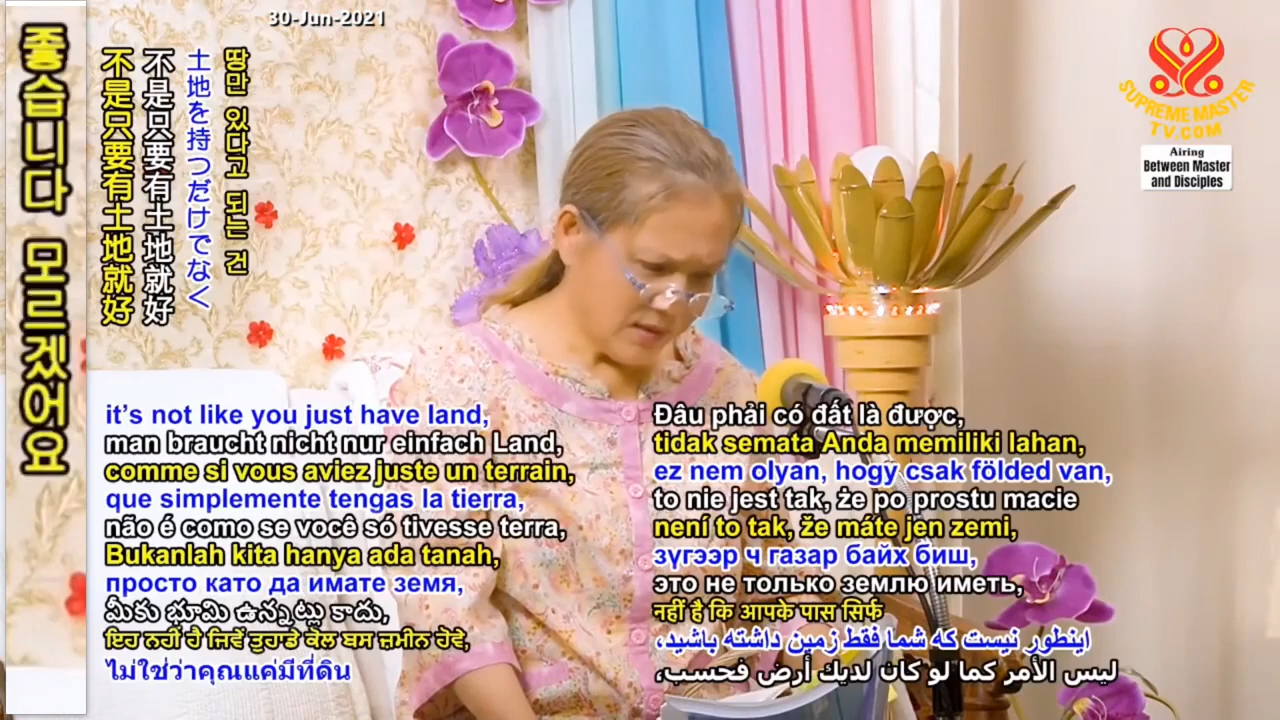 30-Jun-2021
좋습니다 모르겠어요
땅만 있다고 되는 건
土地を持つだけでなく
不是只要有土地就好
不是只要有土地就好
SUPREME MASTER
TV.COM
Airing
Between Master
and Disciples
it’s not like you just have land,
man braucht nicht nur einfach Land,
comme si vous aviez juste un terrain,
que simplemente tengas la tierra,
não é como se você só tivesse terra,
Bukanlah kita hanya ada tanah,
просто като да имате земя,
మీకు భూమి ఉన్నట్లు కాదు,
ਇਹ ਨਹੀਂ ਹੈ ਜਿਵੇਂ ਤੁਹਾਡੇ ਕੋਲ ਬਸ ਜ਼ਮੀਨ ਹੋਵੇ,
ไม่ใช่ว่าคุณแค่มีที่ดิน
Đâu phải có đất là được,
tidak semata Anda memiliki lahan,
ez nem olyan, hogy csak földed van,
to nie jest tak, że po prostu macie
není to tak, že máte jen zemi,
зүгээр ч газар байх биш,
это не только землю иметь,
नहीं है कि आपके पास सिर्फ
اینطور نیست که شما فقط زمین داشته باشید،
ليس الأمر كما لو كان لديك أرض فحسب،